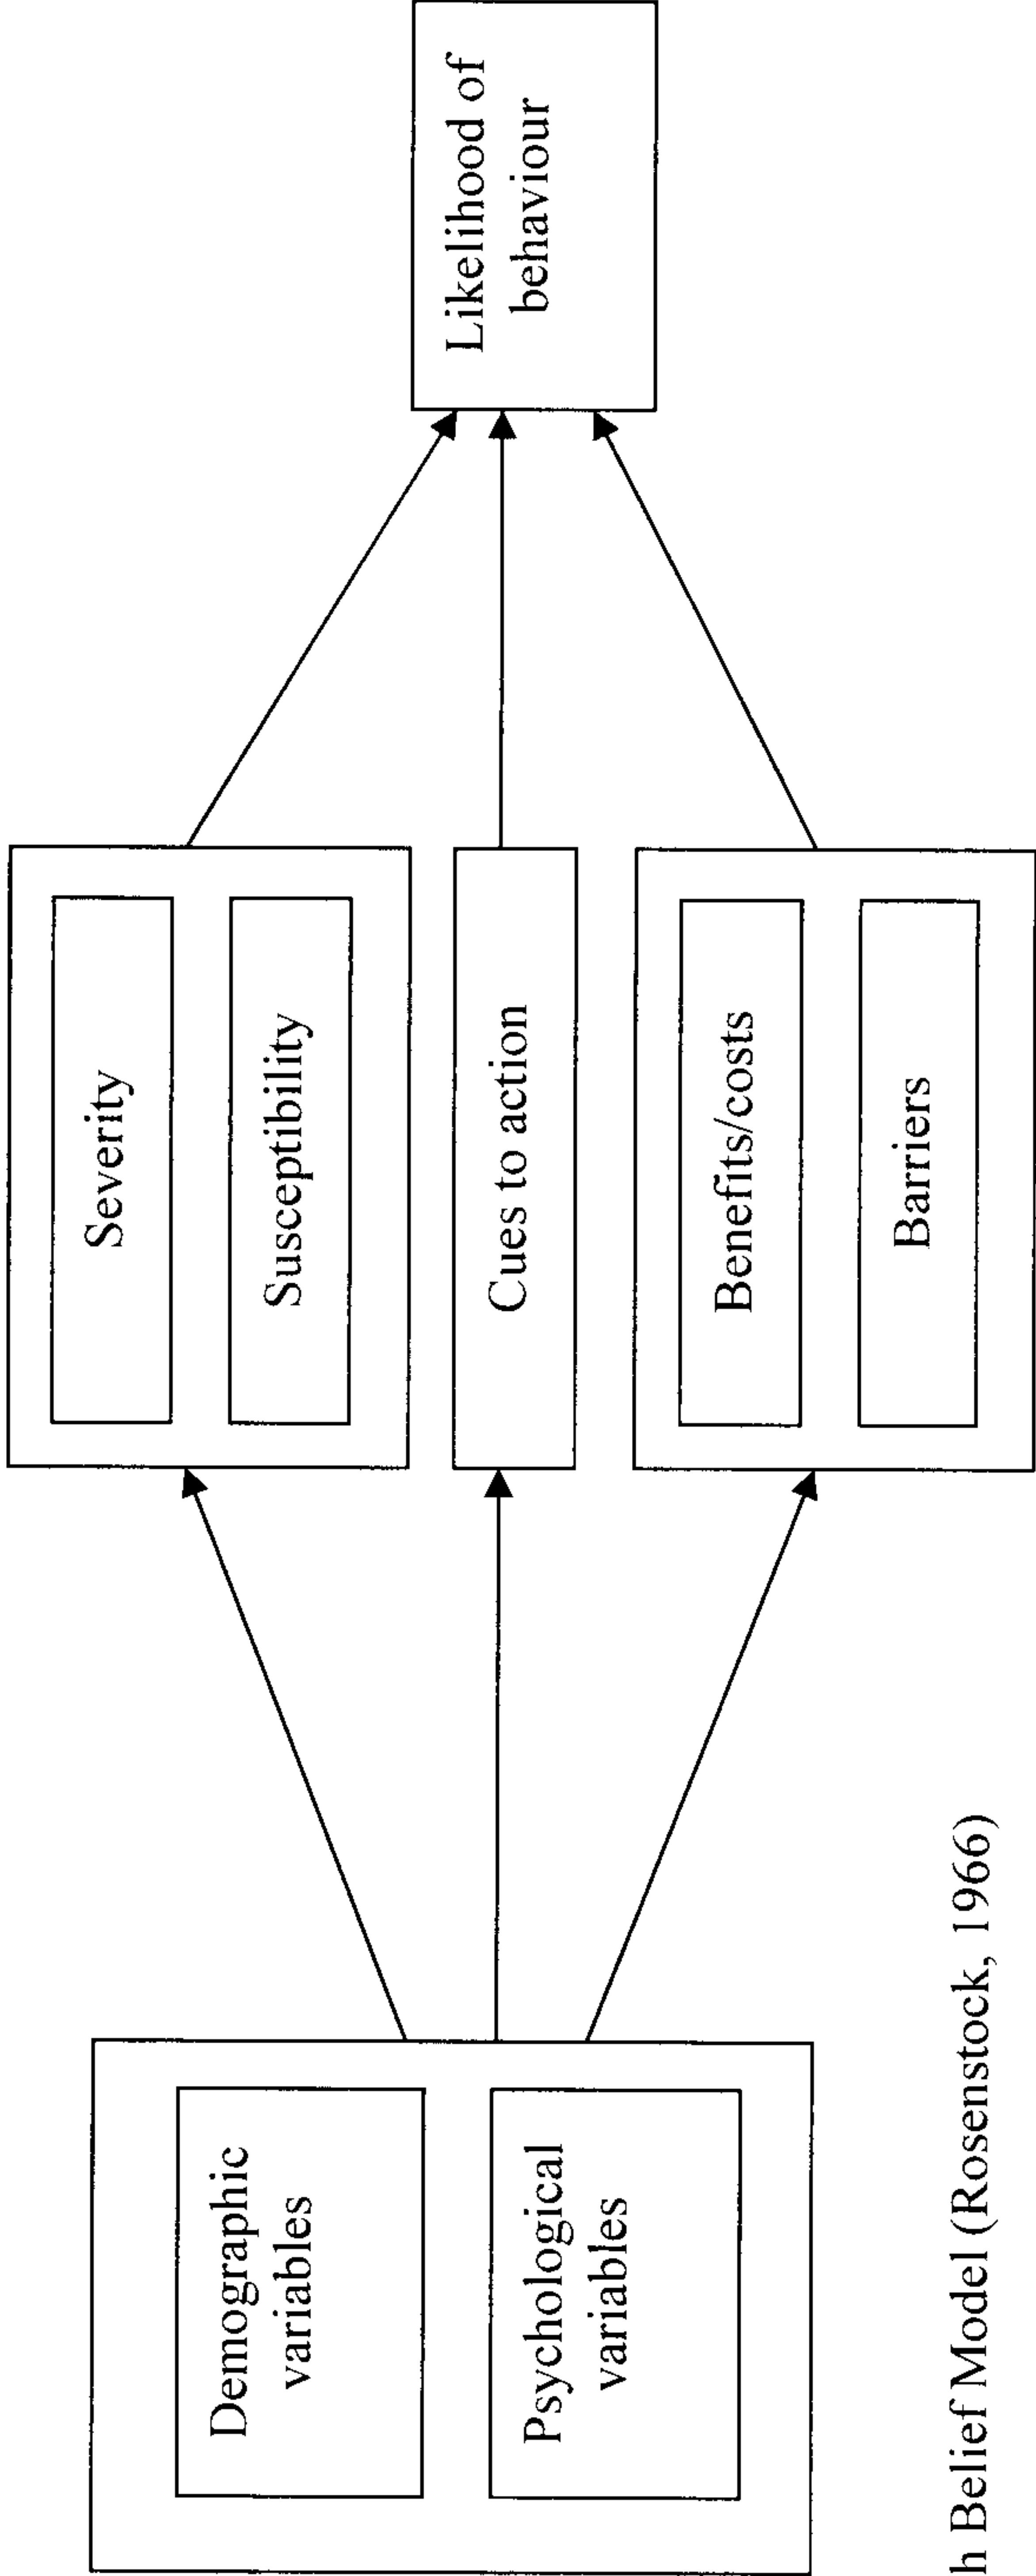 Demographic
variables
Psychological
variables
Severity
Susceptibility
Cues to action
Benefits/costs
Barriers
Likelihood of
behaviour
h Belief Model (Rosenstock, 1966)